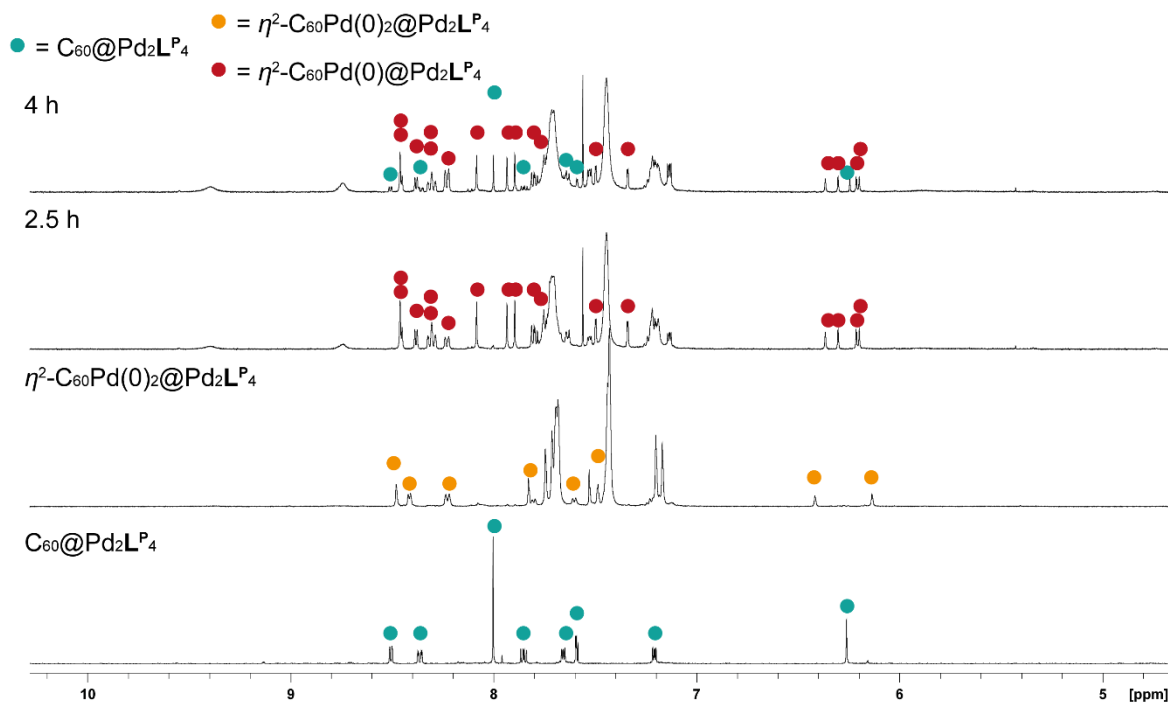 = η²-C₆₀Pd(0)₂@Pd₂Lᴾ₄
= C₆₀@Pd₂Lᴾ₄
= η²-C₆₀Pd(0)@Pd₂Lᴾ₄
4 h
2.5 h
η²-C₆₀Pd(0)₂@Pd₂Lᴾ₄
C₆₀@Pd₂Lᴾ₄
10 9 8 7 6 5 [ppm]